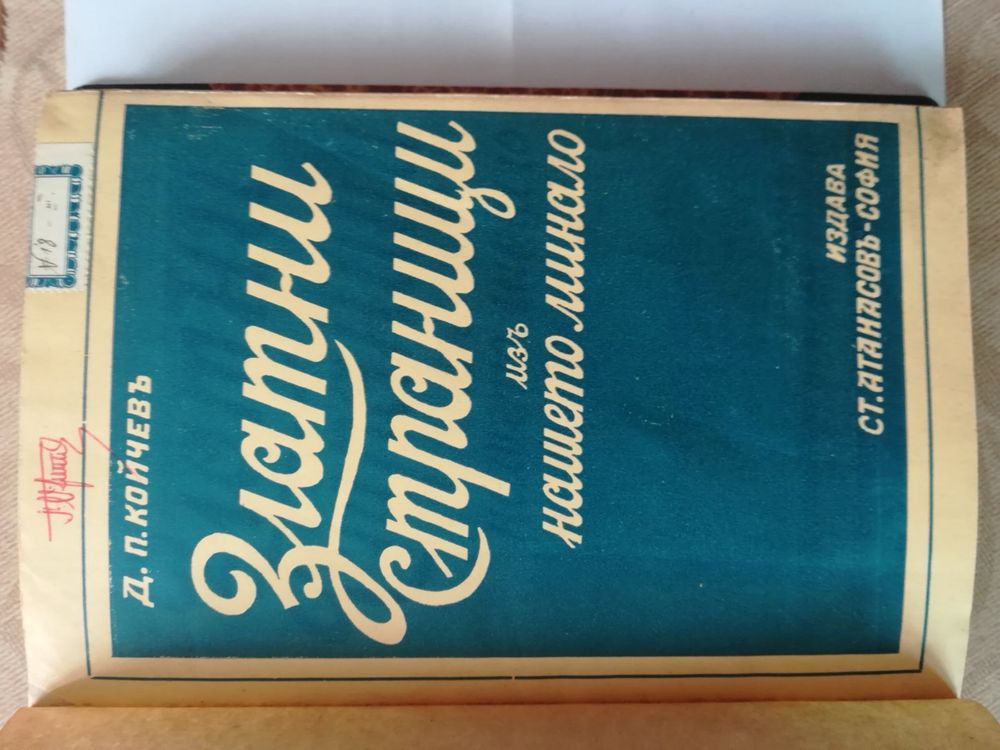 Д. П. КОЙЧЕВЪ
Златни
Страници
изъ
нашето минало
ИЗДАВА
СТ. АТАНАСОВЪ-СОФИЯ